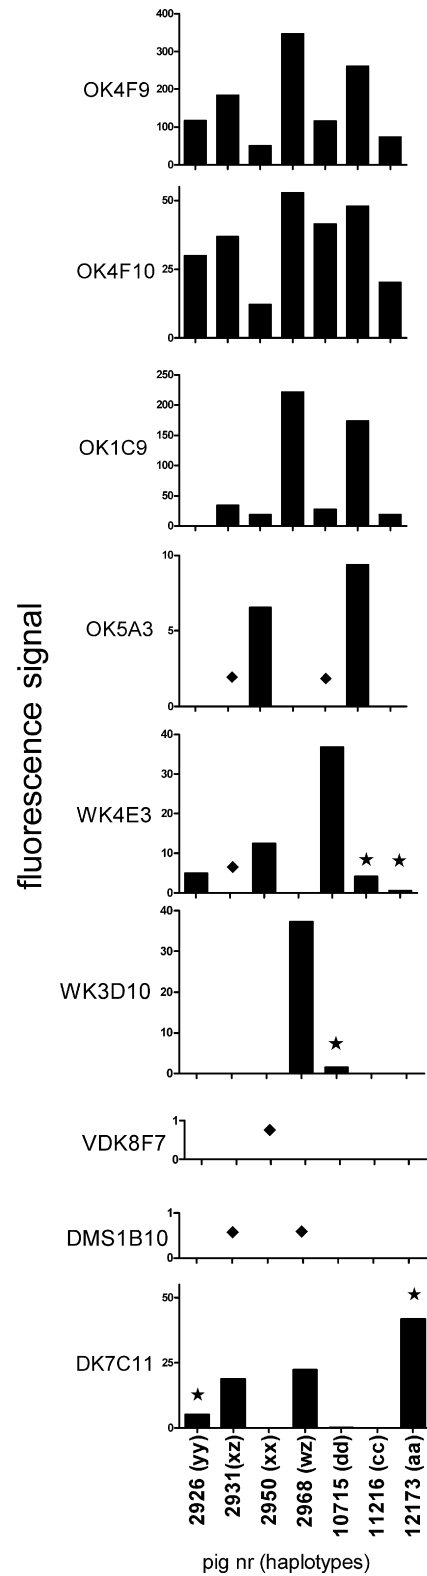 fluorescence signal
OK4F9
400
300
200
100
0
OK4F10
50
25
0
OK1C9
250
200
150
100
50
0
OK5A3
10
5
0
WK4E3
40
30
20
10
0
WK3D10
40
30
20
10
0
VDK8F7
1
0
DMS1B10
1
0
DK7C11
50
25
0
2926 (yy)
2931(xz)
2950 (xx)
2968 (wz)
10715 (dd)
11216 (cc)
12173 (aa)
pig nr (haplotypes)